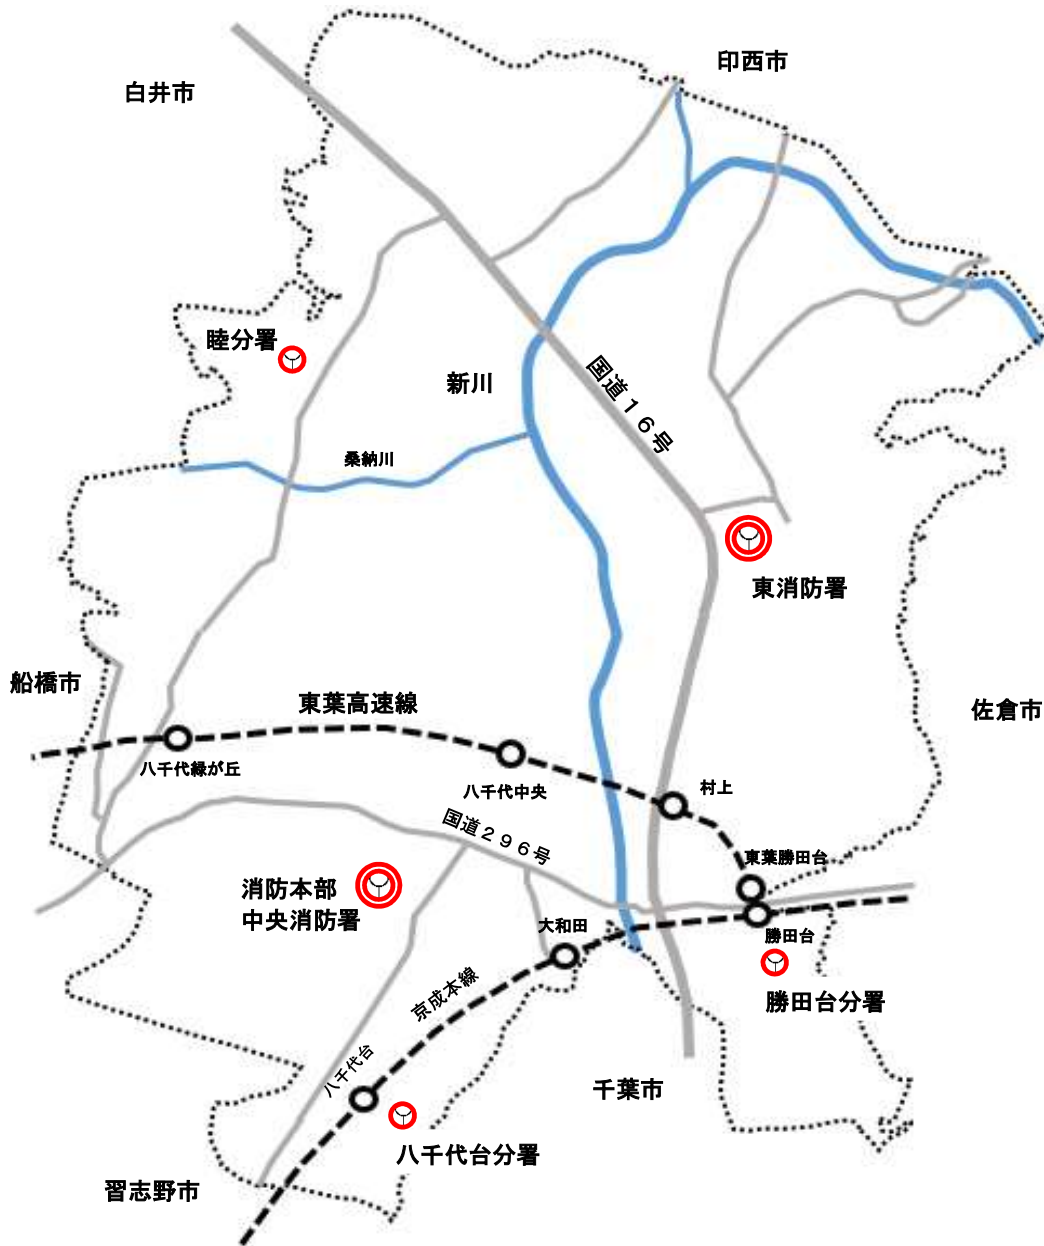 印西市
白井市
睦分署
新川
国道１６号
桑納川
東消防署
船橋市
東葉高速線
佐倉市
八千代緑が丘
八千代中央
村上
国道２９６号
東葉勝田台
消防本部
中央消防署
大和田
勝田台
京成本線
勝田台分署
八千代台
千葉市
八千代台分署
習志野市